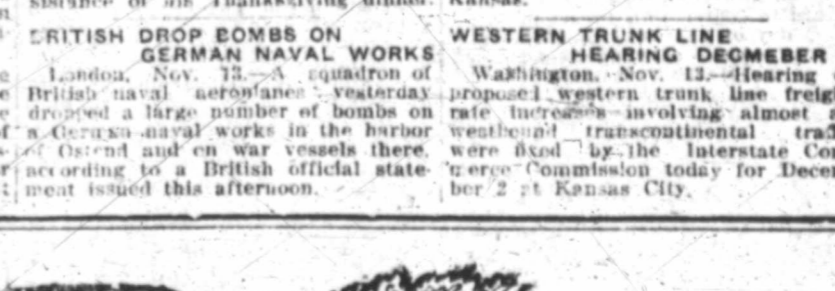 BRITISH DROP BOMBS ON
GERMAN NAVAL WORKS
London, Nov. 13.—A squadron of
British naval aeroplanes yesterday
dropped a large number of bombs on
a German naval works in the harbor
of Ostend and on war vessels there,
according to a British official state-
ment issued this afternoon.
Kansas.
WESTERN TRUNK LINE
HEARING DECMEBER
Washington, Nov. 13.—Hearing
proposed western trunk line freig
rate increases involving almost a
westbound transcontinental
were fixed by the Interstate Co
merce Commission today for Decem
ber 2 at Kansas City.